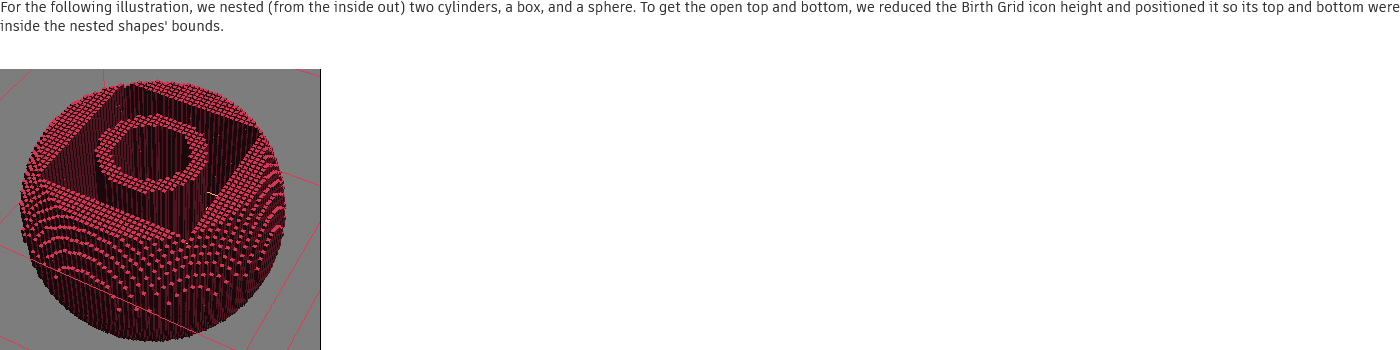 For the following illustration, we nested (from the inside out) two cylinders, a box, and a sphere. To get the open top and bottom, we reduced the Birth Grid icon height and positioned it so its top and bottom were
inside the nested shapes' bounds.